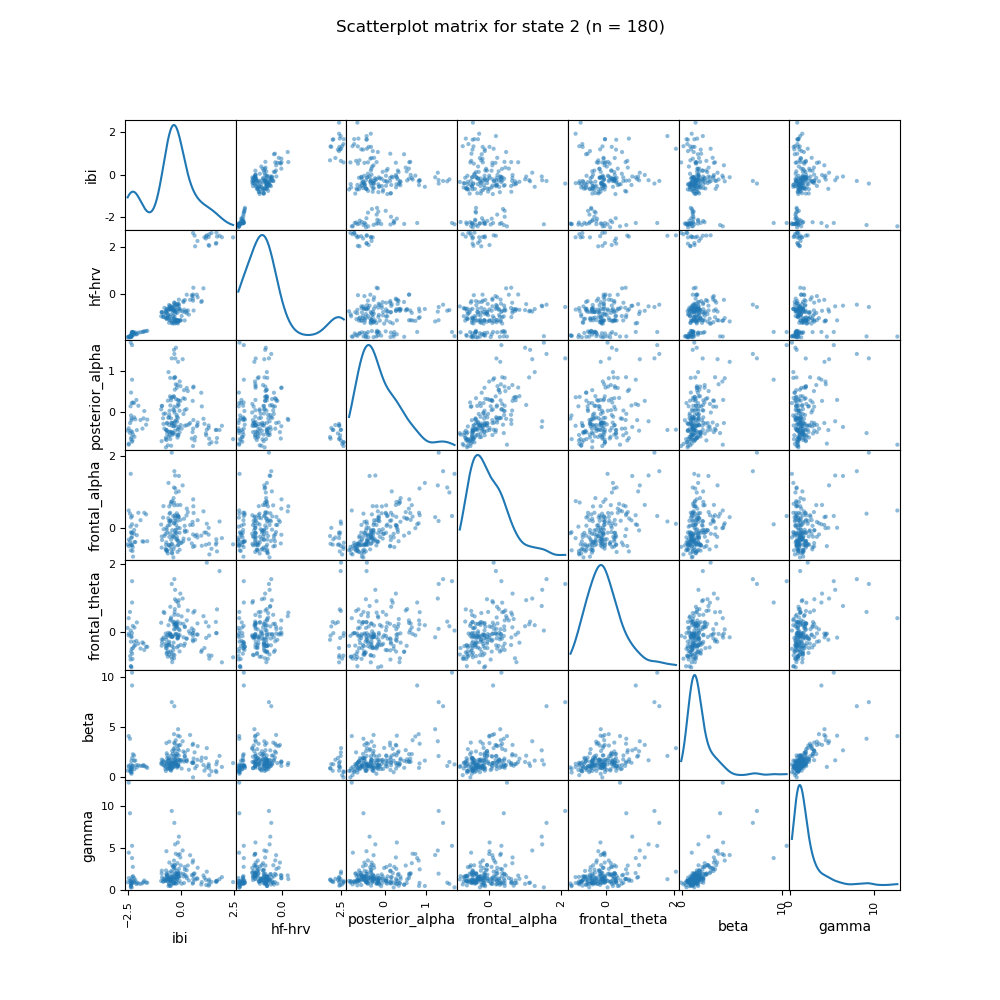 Scatterplot matrix for state 2 (n = 180)
ibi
2
0
-2
hf-hrv
2
0
posterior_alpha
1
0
frontal_alpha
2
0
frontal_theta
2
0
beta
10
5
0
gamma
10
5
0
−2.5 0.0 2.5 0.0 2.5 0 1 0 2 0 2 0 10 0 10
ibi hf-hrv posterior_alpha frontal_alpha frontal_theta beta gamma